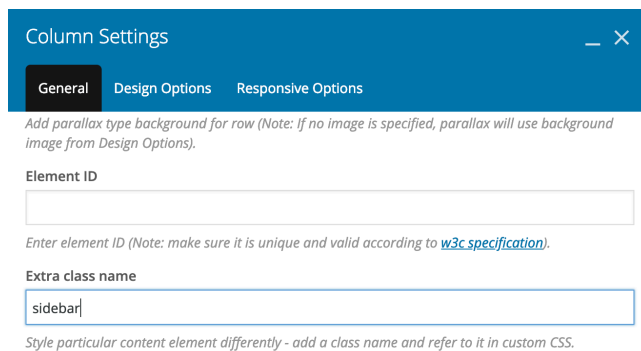 Column Settings
General Design Options Responsive Options
Add parallax type background for row (Note: If no image is specified, parallax will use background
image from Design Options).
Element ID
Enter element ID (Note: make sure it is unique and valid according to w3c specification).
Extra class name
sidebar
Style particular content element differently - add a class name and refer to it in custom CSS.